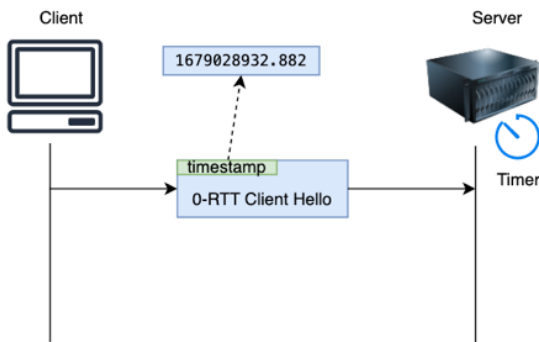 Client
Server
1679028932.882
timestamp
0-RTT Client Hello
Timer